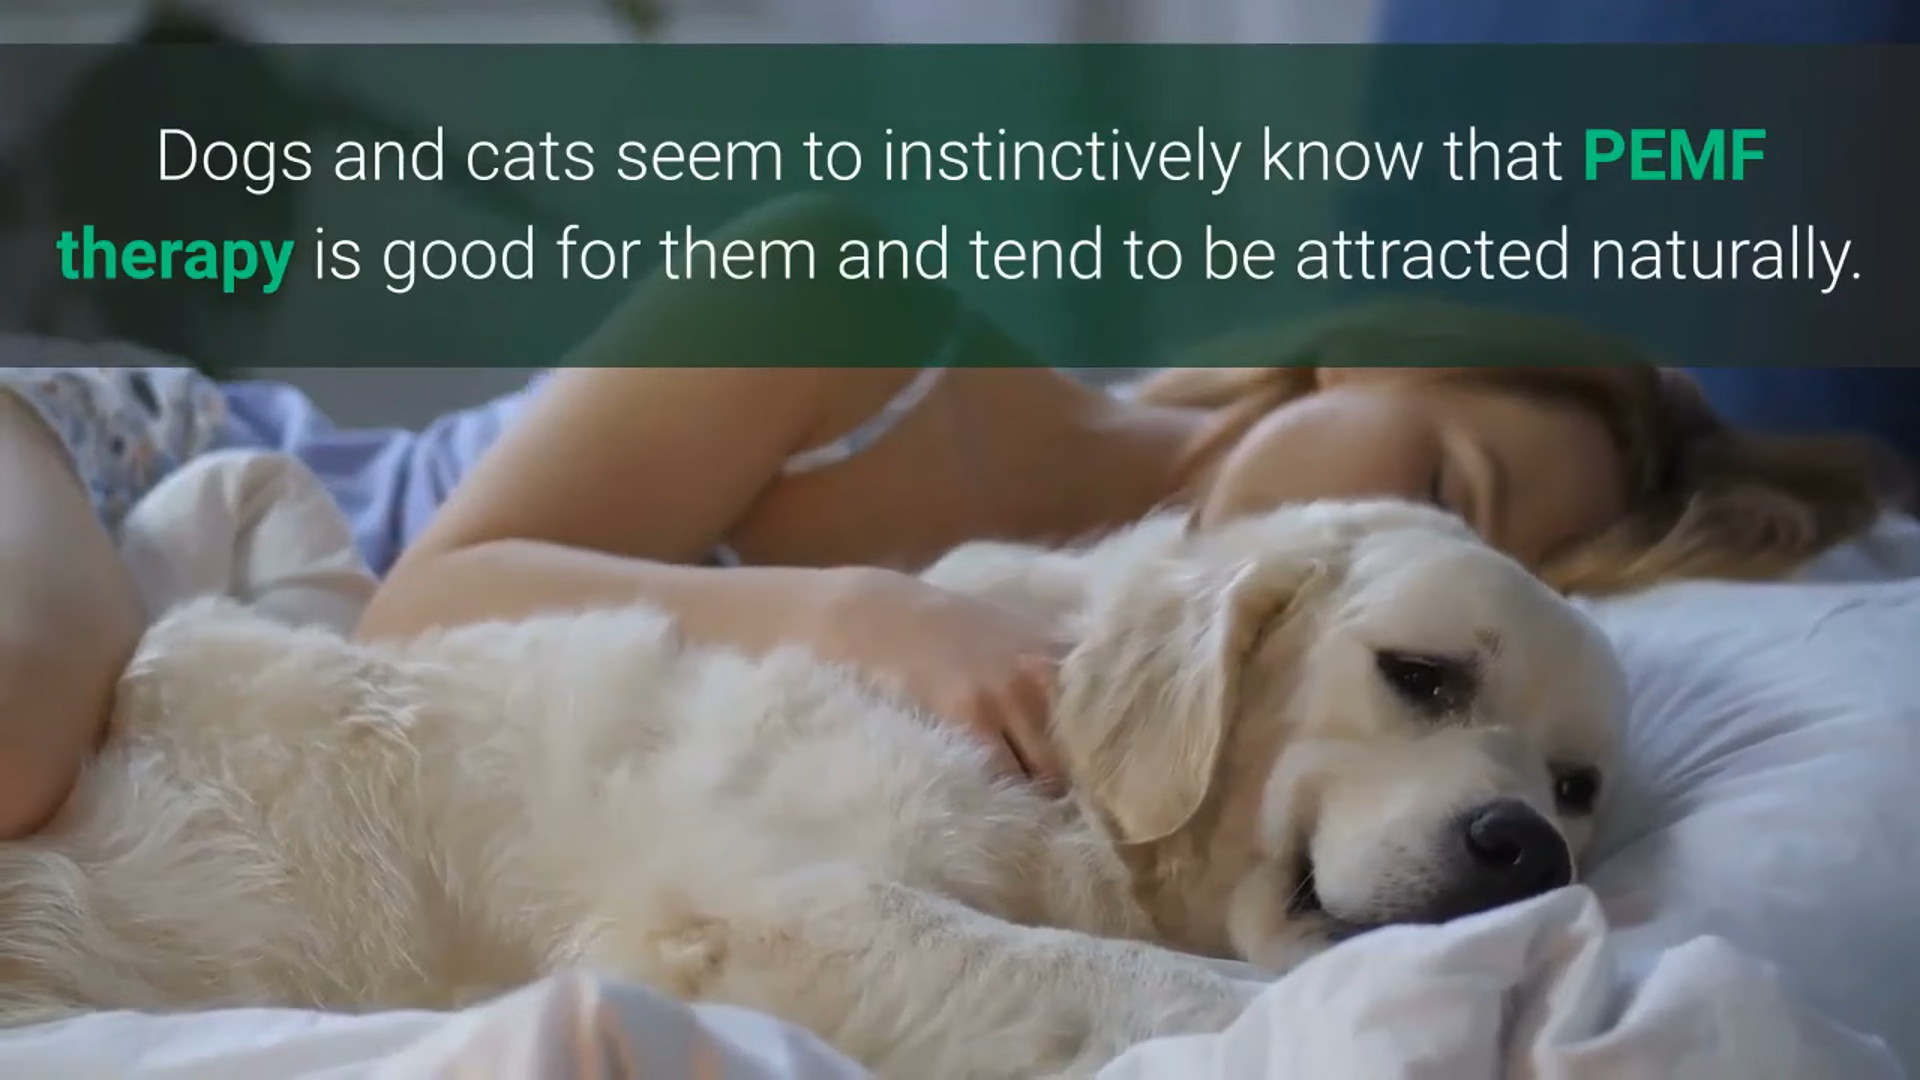 Dogs and cats seem to instinctively know that PEMF
therapy is good for them and tend to be attracted naturally.